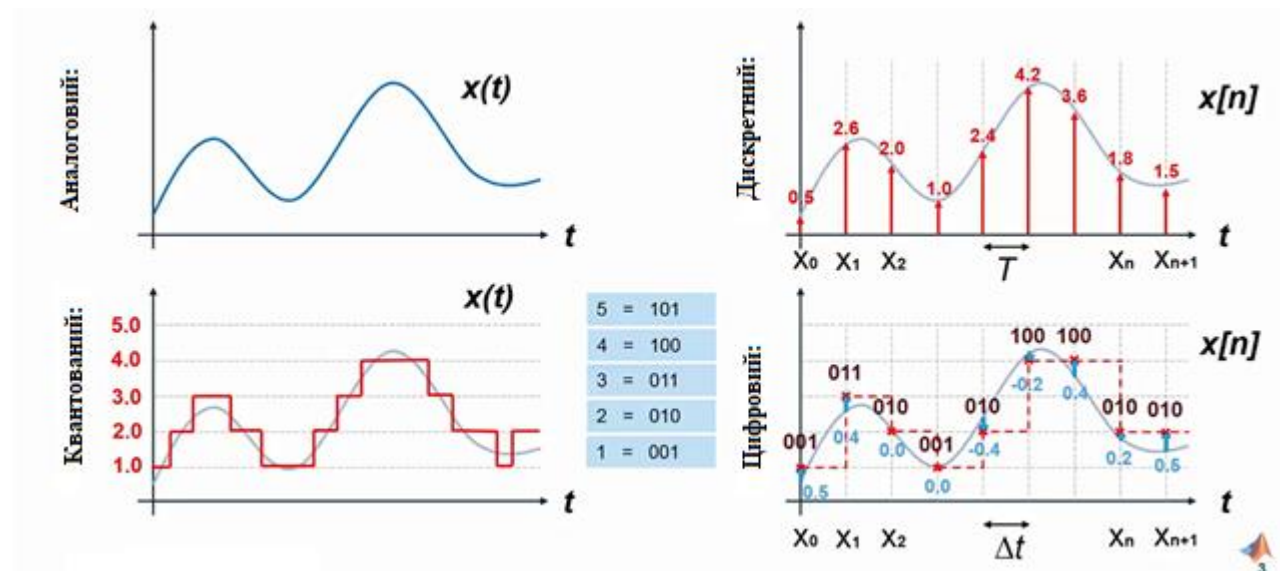 Аналоговий:
x(t)
t
Дискретний:
x[n]
0.5
2.6
2.0
1.0
2.4
4.2
3.6
1.8
1.5
t
X0 X1 X2 T Xn Xn+1
Квантований:
x(t)
5.0
4.0
3.0
2.0
1.0
t
5 = 101
4 = 100
3 = 011
2 = 010
1 = 001
Цифровий:
x[n]
001
011
010
001
010
100
100
010
010
0.5
0.4
0.0
0.0
-0.4
-0.2
0.4
0.2
0.5
t
X0 X1 X2 Δt Xn Xn+1
3